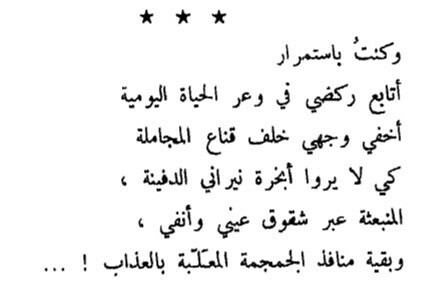 ★ ★ ★
وكنتُ باستمرار
أتابع ركضي في وعر الحياة اليومية
أخفي وجهي خلف قناع المجاملة
كي لا يروا أبخرة نيراني الدفينة ،
المنبعثة عبر شقوق عيني وأنفي ،
وبقية منافذ الجمجمة المعَلّبة بالعذاب ! ...